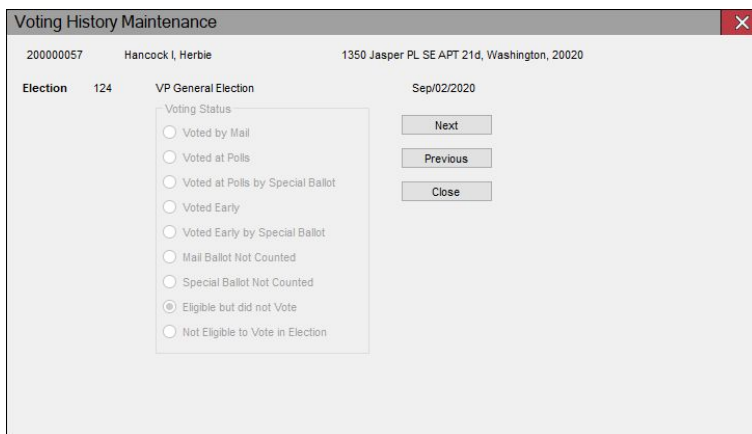 Voting History Maintenance
200000057 Hancock I, Herbie 1350 Jasper PL SE APT 21d, Washington, 20020
Election 124 VP General Election Sep/02/2020
Voting Status
Voted by Mail
Voted at Polls
Voted at Polls by Special Ballot
Voted Early
Voted Early by Special Ballot
Mail Ballot Not Counted
Special Ballot Not Counted
Eligible but did not Vote
Not Eligible to Vote in Election
Next
Previous
Close